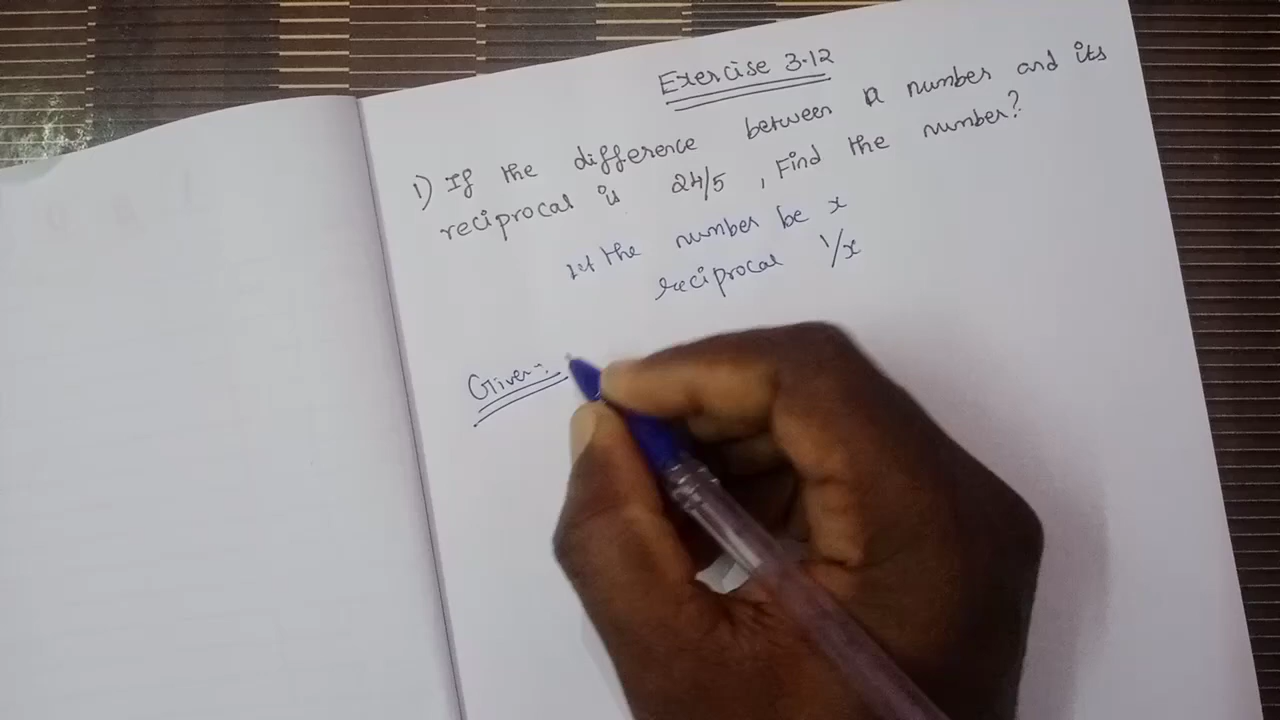 Exercise 3.12
1) If the difference between a number and its
reciprocal is 24/5 , Find the number?
let the number be x
reciprocal 1/x
Given: